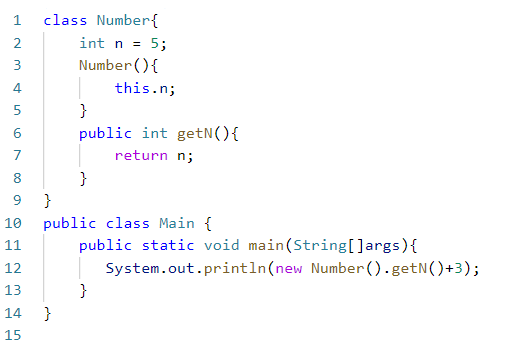 1 class Number{
2 int n = 5;
3 Number(){
4 this.n;
5 }
6 public int getN(){
7 return n;
8 }
9 }
10 public class Main {
11 public static void main(String[]args){
12 System.out.println(new Number().getN()+3);
13 }
14 }
15